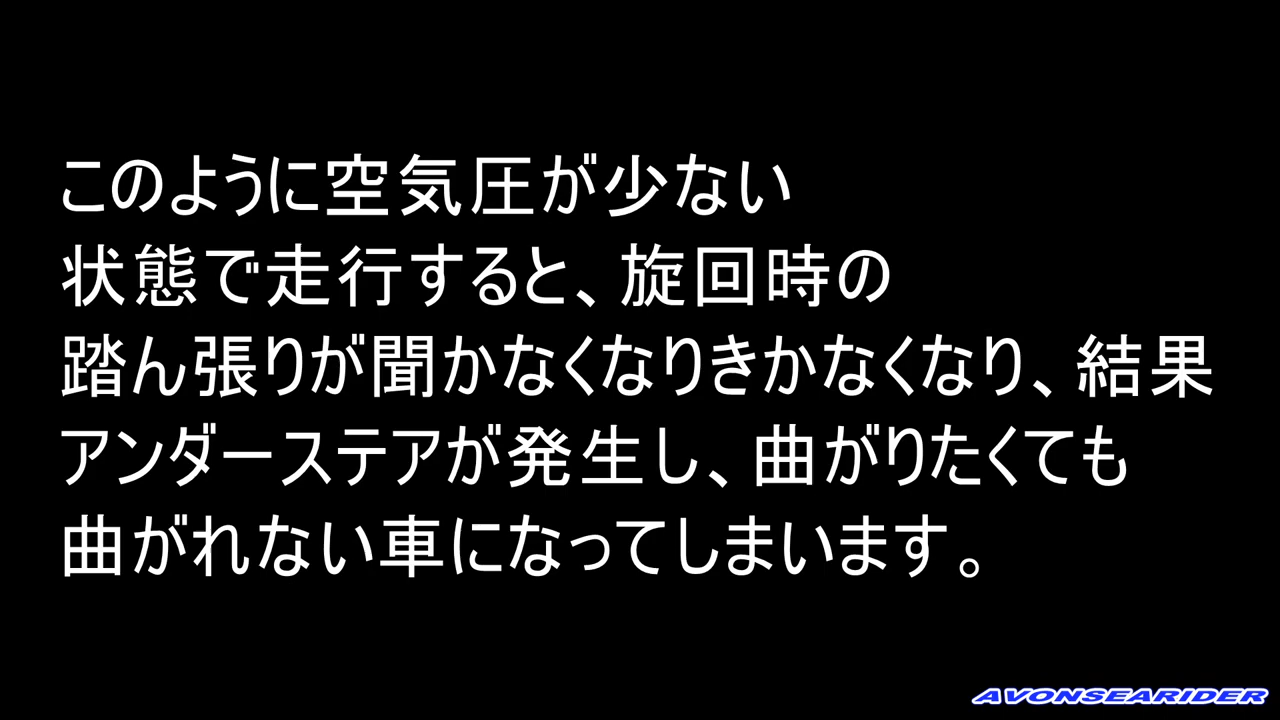 このように空気圧が少ない
状態で走行すると、旋回時の
踏ん張りが聞かなくなりきかなくなり、結果
アンダーステアが発生し、曲がりたくても
曲がれない車になってしまいます。
AVONSEARIDER